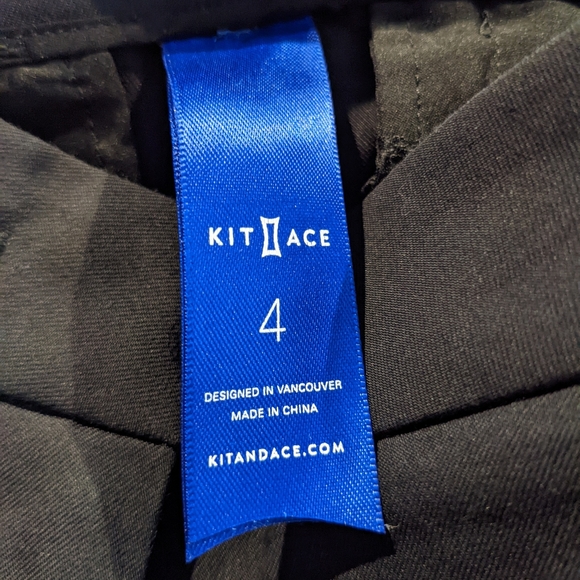 KIT ACE
4
DESIGNED IN VANCOUVER
MADE IN CHINA
KITANDACE.COM